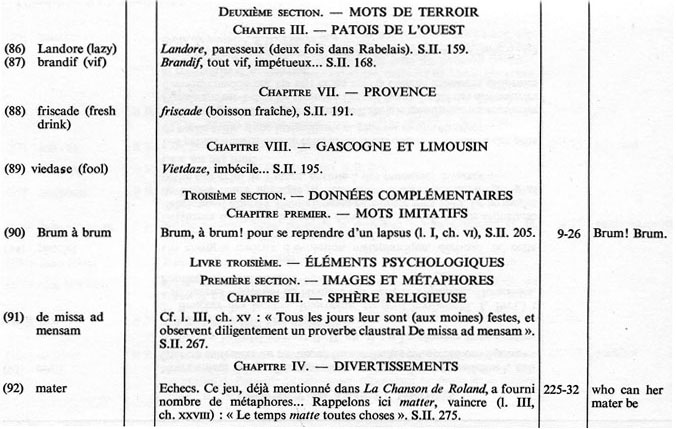 DEUXIÈME SECTION. — MOTS DE TERROIR
CHAPITRE III. — PATOIS DE L'OUEST
(86) Landore (lazy) Landore, paresseux (deux fois dans Rabelais). S.II. 159.
(87) brandif (vif) Brandif, tout vif, impétueux... S.II. 168.
CHAPITRE VII. — PROVENCE
(88) friscade (fresh friscade (boisson fraîche), S.II. 191.
drink)
CHAPITRE VIII. — GASCOGNE ET LIMOUSIN
(89) viedase (fool) Vietdaze, imbécile... S.II. 195.
TROISIÈME SECTION. — DONNÉES COMPLÉMENTAIRES
CHAPITRE PREMIER. — MOTS IMITATIFS
(90) Brum à brum Brum, à brum! pour se reprendre d'un lapsus (l. I, ch. VI), S.II. 205. 9-26 Brum! Brum.
LIVRE TROISIÈME. — ÉLÉMENTS PSYCHOLOGIQUES
PREMIÈRE SECTION. — IMAGES ET MÉTAPHORES
CHAPITRE III. — SPHÈRE RELIGIEUSE
(91) de missa ad Cf. l. III, ch. XV : « Tous les jours leur sont (aux moines) festes, et
mensam observent diligentement un proverbe claustral De missa ad mensam ».
S.II. 267.
CHAPITRE IV. — DIVERTISSEMENTS
(92) mater Echecs. Ce jeu, déjà mentionné dans La Chanson de Roland, a fourni 225-32 who can her
nombre de métaphores... Rappelons ici matter, vaincre (l. III, mater be
ch. XXVIII) : « Le temps matte toutes choses ». S.II. 275.